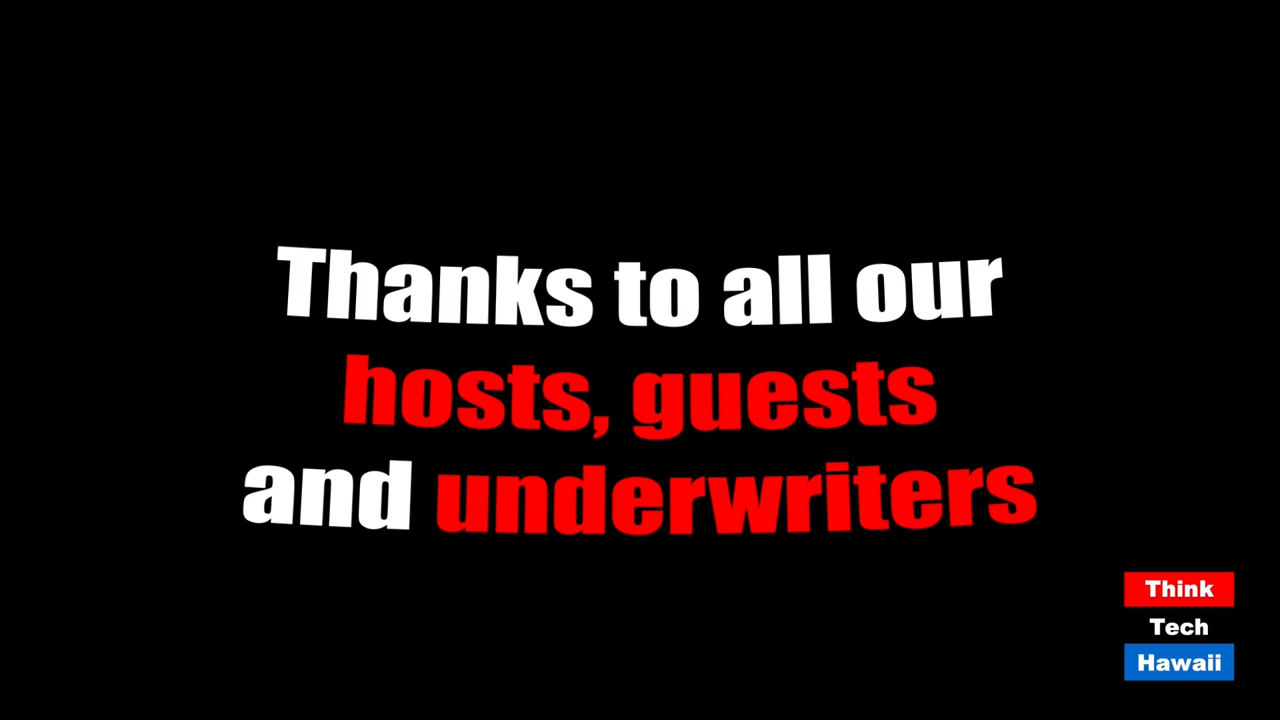 Thanks to all our
hosts, guests
and underwriters
Think
Tech
Hawaii